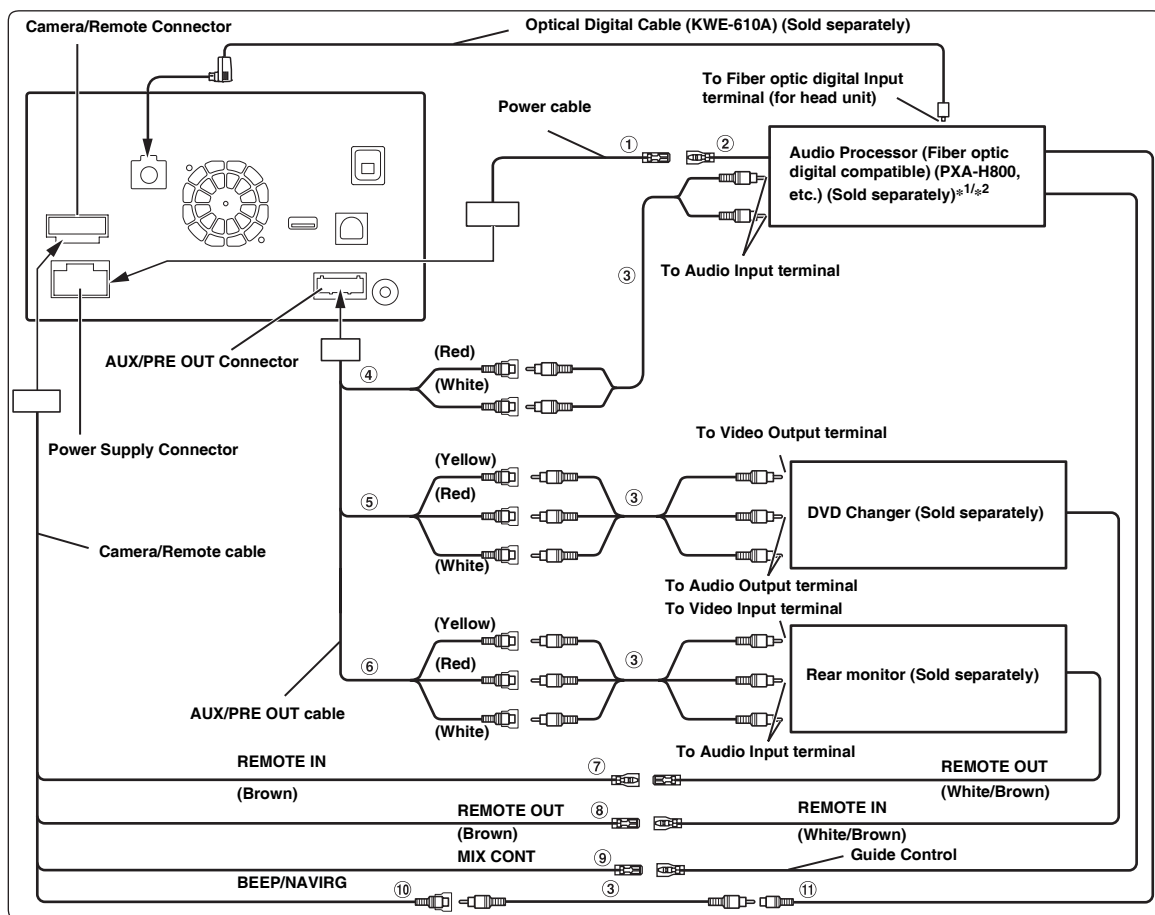 Camera/Remote Connector
Optical Digital Cable (KWE-610A) (Sold separately)
To Fiber optic digital Input
terminal (for head unit)
Power cable
①
②
Audio Processor (Fiber optic
digital compatible) (PXA-H800,
etc.) (Sold separately)*1/*2
To Audio Input terminal
③
AUX/PRE OUT Connector
④
(Red)
(White)
Power Supply Connector
To Video Output terminal
(Yellow)
(Red)
⑤
③
DVD Changer (Sold separately)
(White)
Camera/Remote cable
To Audio Output terminal
To Video Input terminal
(Yellow)
(Red)
⑥
③
Rear monitor (Sold separately)
(White)
AUX/PRE OUT cable
To Audio Input terminal
REMOTE IN
⑦
REMOTE OUT
(Brown)
(White/Brown)
REMOTE OUT
⑧
REMOTE IN
(Brown)
(White/Brown)
MIX CONT
⑨
Guide Control
BEEP/NAVIRG
⑩
③
⑪